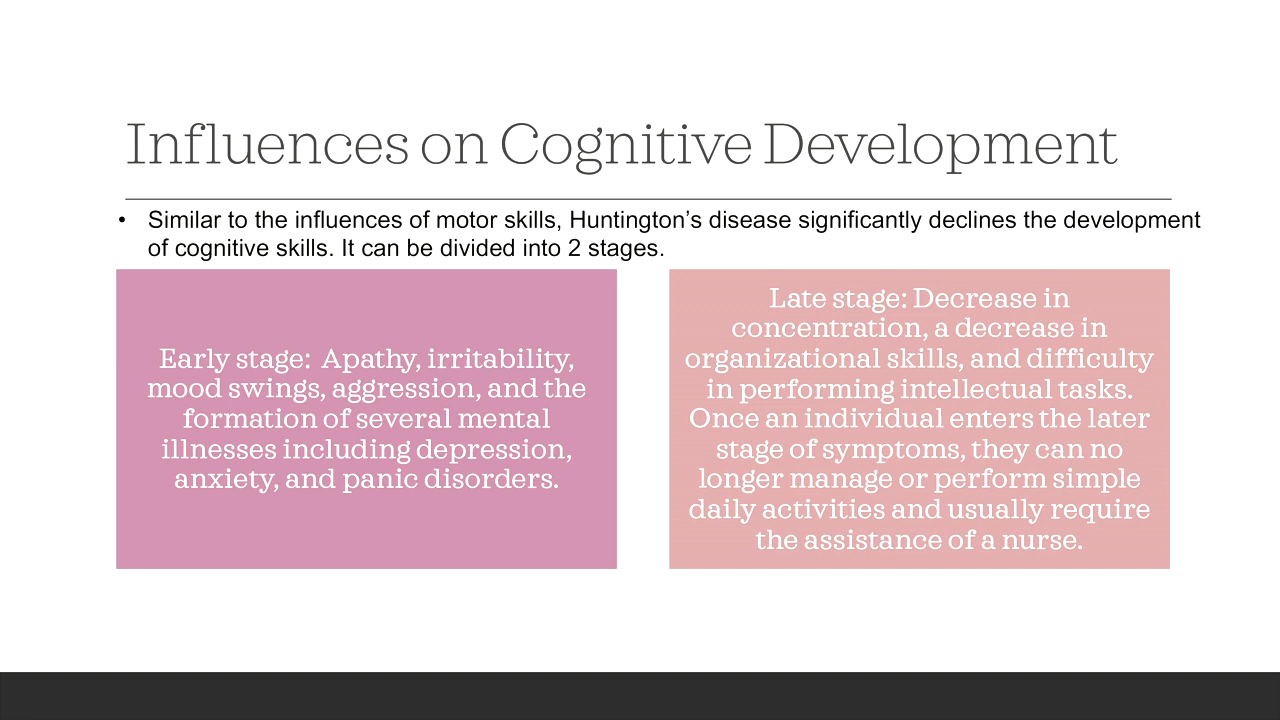 Influences on Cognitive Development
• Similar to the influences of motor skills, Huntington’s disease significantly declines the development
of cognitive skills. It can be divided into 2 stages.
Early stage:  Apathy, irritability,
mood swings, aggression, and the
formation of several mental
illnesses including depression,
anxiety, and panic disorders.
Late stage: Decrease in
concentration, a decrease in
organizational skills, and difficulty
in performing intellectual tasks.
Once an individual enters the later
stage of symptoms, they can no
longer manage or perform simple
daily activities and usually require
the assistance of a nurse.